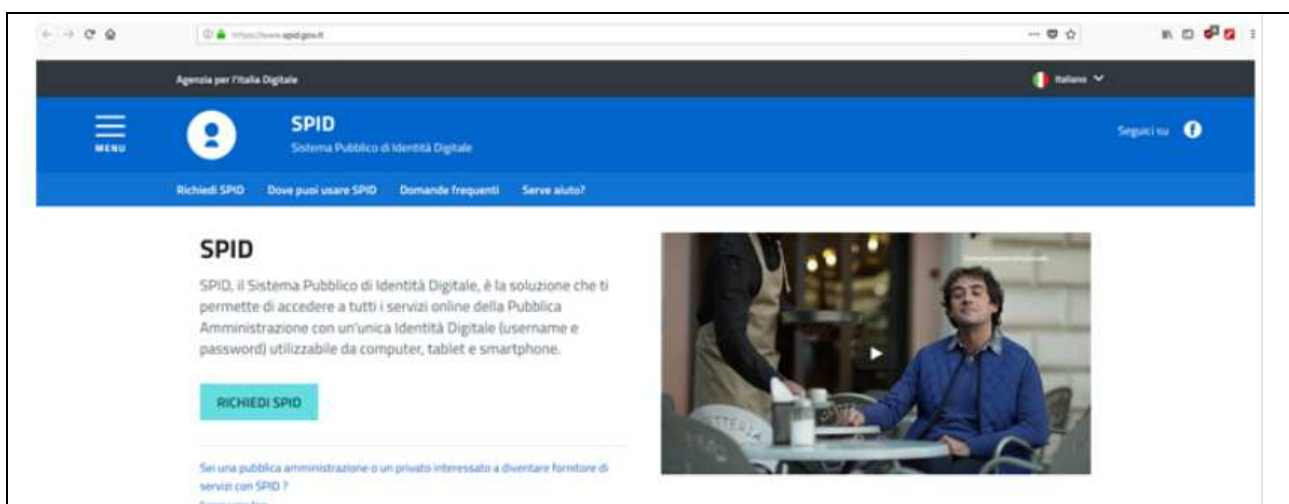 https://www.spid.gov.it
Agenzia per l'Italia Digitale
Italiano
MENU
SPID
Sistema Pubblico di Identità Digitale
Seguici su
Richiedi SPID Dove puoi usare SPID Domande frequenti Serve aiuto?
SPID
SPID, il Sistema Pubblico di Identità Digitale, è la soluzione che ti
permette di accedere a tutti i servizi online della Pubblica
Amministrazione con un'unica Identità Digitale (username e
password) utilizzabile da computer, tablet e smartphone.
RICHIEDI SPID
Sei una pubblica amministrazione o un privato interessato a diventare fornitore di
servizi con SPID ?